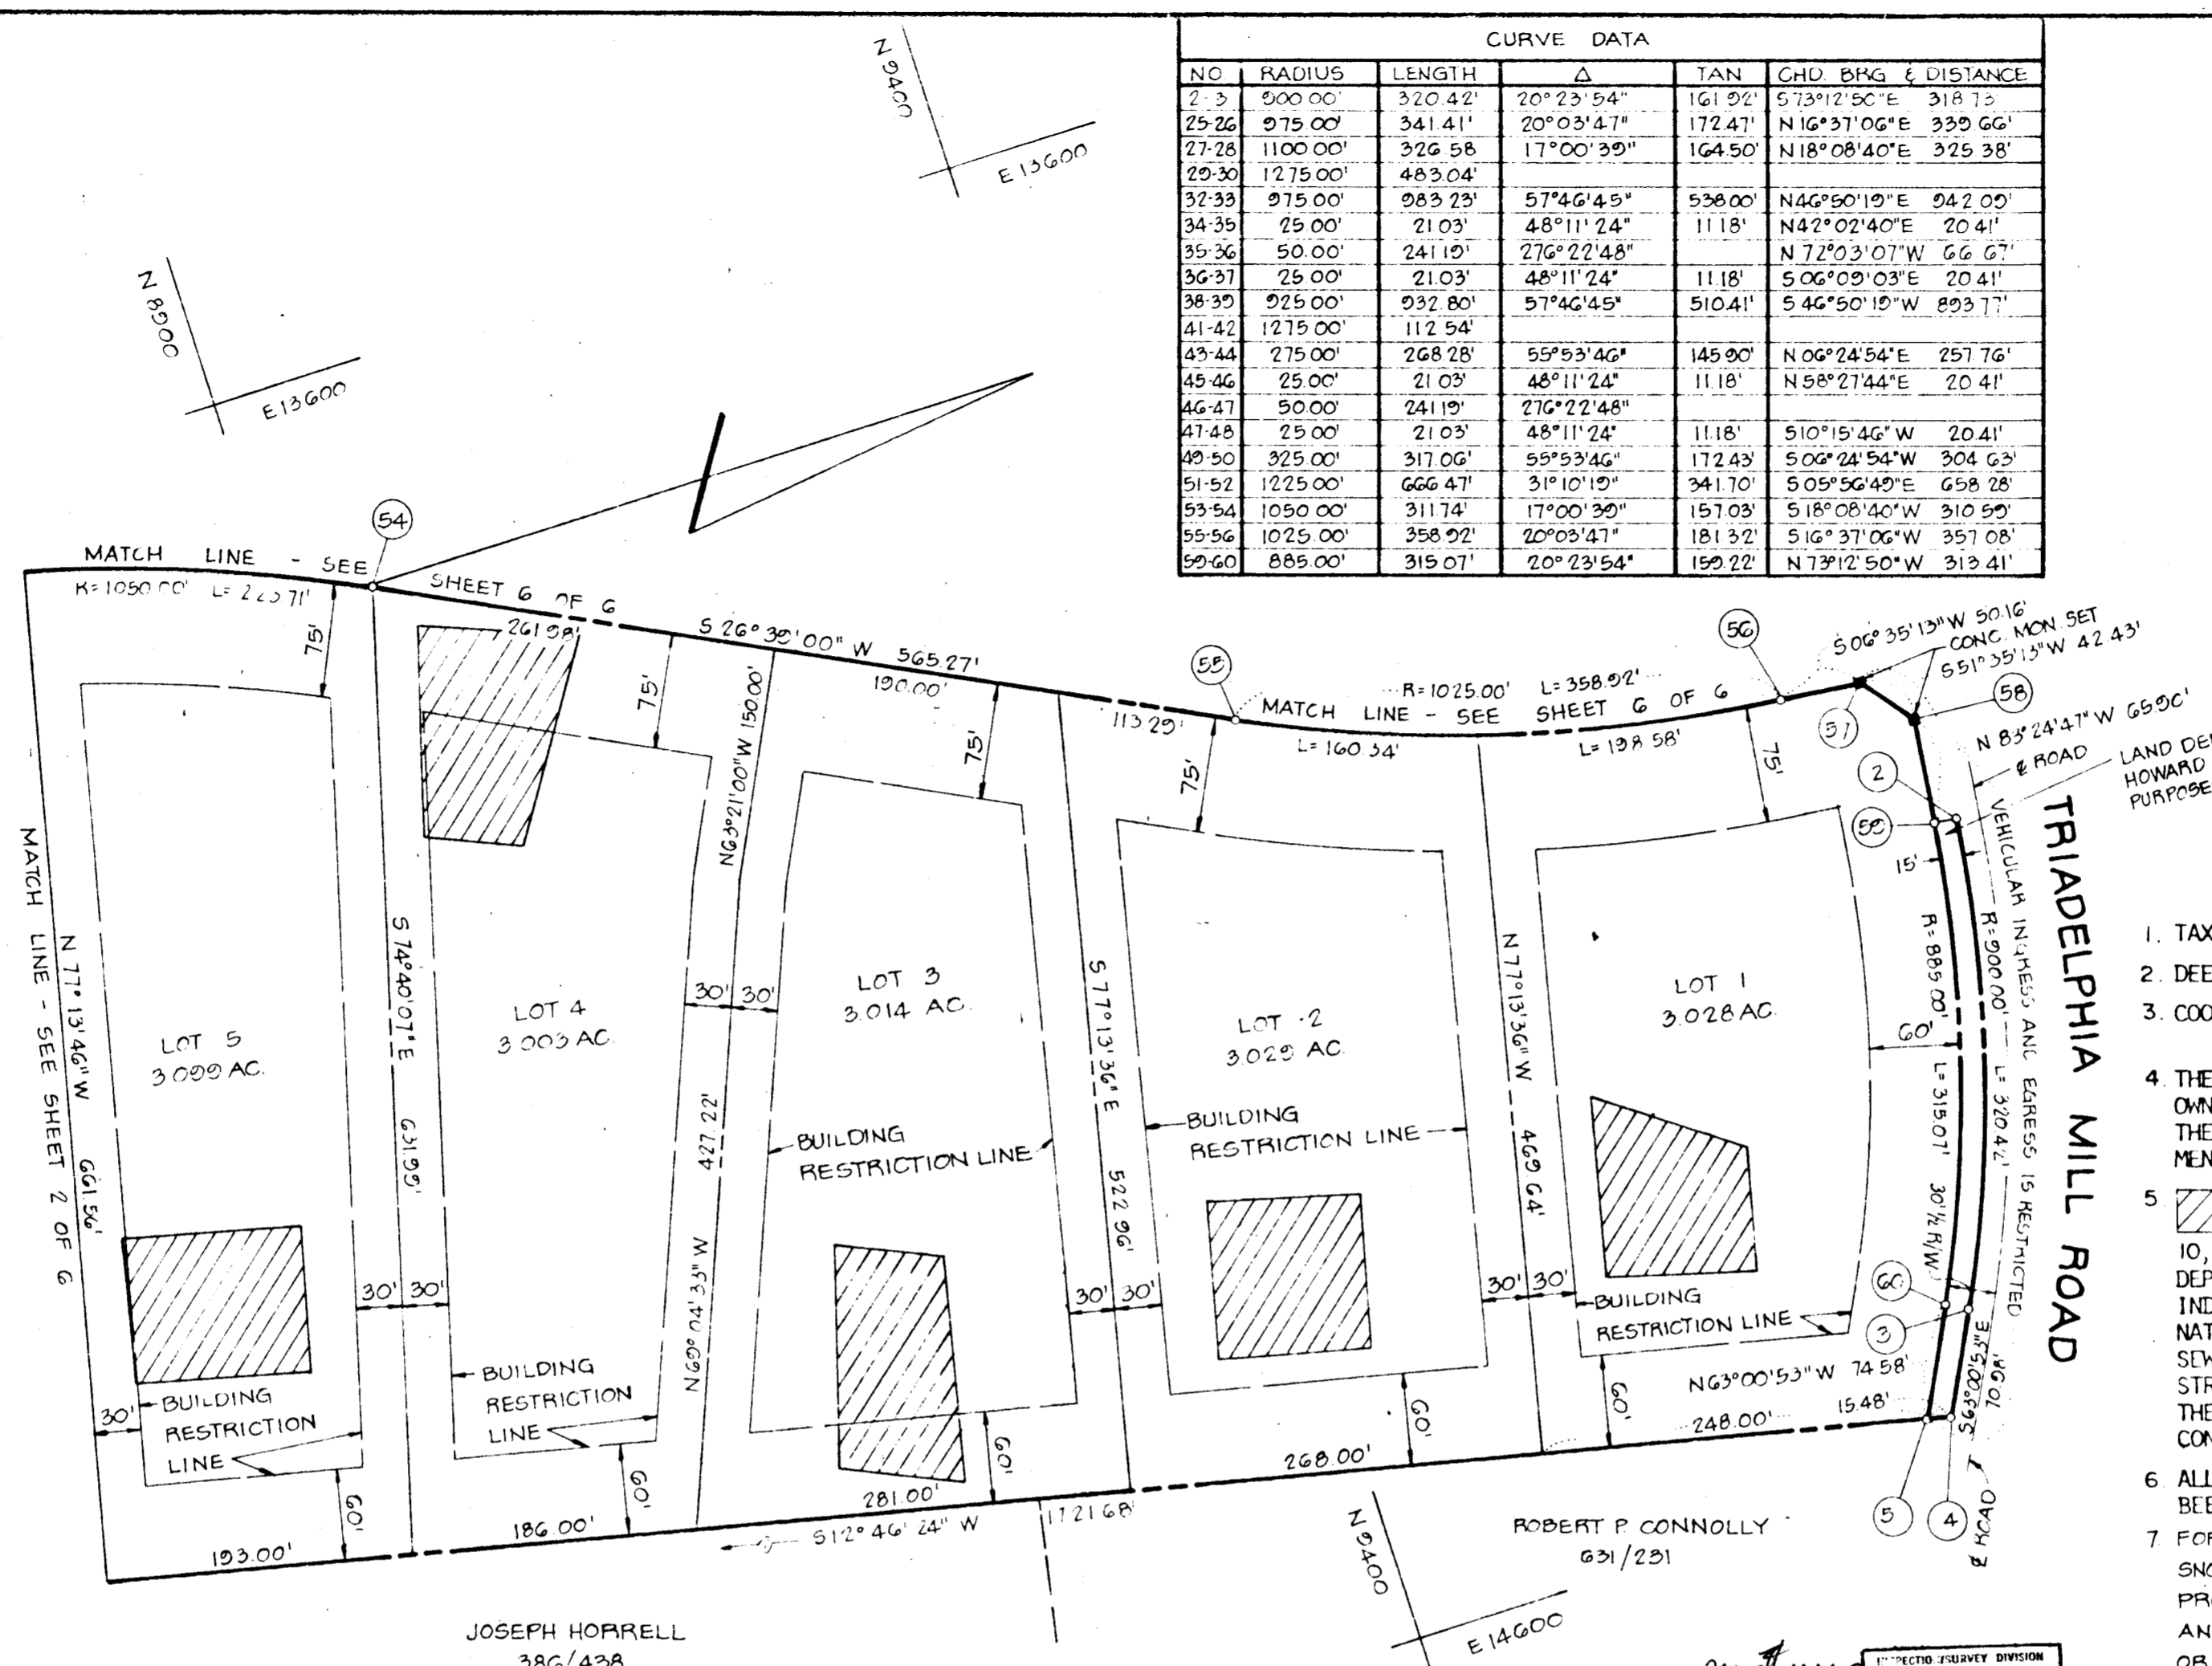 CURVE DATA
NO RADIUS LENGTH Δ TAN CHD. BRG & DISTANCE
2-3 900 00' 320.42' 20°23'54" 161 92' S73°12'50"E 318 73
25-26 975.00' 341.41' 20°03'47" 172.47' N16°37'06"E 339 66'
27-28 1100.00' 326.58 17°00'39" 164.50' N18°08'40"E 325 38'
29-30 1275.00' 483.04'
32-33 975.00' 983 23' 57°46'45" 538 00' N46°50'19"E 942 09'
34-35 25.00' 21 03' 48°11'24" 11 18' N42°02'40"E 20 41'
35-36 50.00' 241 19' 276°22'48" N 72°03'07"W 66 67'
36-37 25.00' 21.03' 48°11'24" 11.18' S 06°09'03"E 20 41'
38-39 925.00' 932.80' 57°46'45" 510.41' S 46°50'19"W 893 77'
41-42 1275 00' 112 54'
43-44 275 00' 268.28' 55°53'46" 145 90' N 06°24'54"E 257.76'
45-46 25.00' 21 03' 48°11'24" 11.18' N 58°27'44"E 20 41'
46-47 50.00' 241.19' 276°22'48"
47-48 25 00' 21 03' 48°11'24" 11.18' S10°15'46"W 20.41'
49-50 325.00' 317.06' 55°53'46" 172 43' S 06°24'54"W 304 63'
51-52 1225.00' 666 47' 31°10'19" 341.70' S 05°56'49"E 658 28'
53-54 1050 00' 311.74' 17°00'39" 157.03' S 18°08'40"W 310 59'
55-56 1025.00' 358.92' 20°03'47" 181 32' S 16°37'06"W 357 08'
59-60 885.00' 315 07' 20°23'54" 159.22' N 73°12'50"W 313.41'
N 9400
E 13600
N 8900
E 13600
54
MATCH LINE - SEE SHEET 6 OF 6
R=1050.00'
261 98'
S 26°39'00" W 565.27'
190.00'
113.29'
55
R=1025.00' L=358.92'
MATCH LINE - SEE SHEET 6 OF 6
L=160.34'
L=198 58'
56
S 06°35'13" W 50.16'
CONC. MON. SET
S 51°35'13" W 42.43'
57
58
N 83°24'47" W 65.90'
℄ ROAD
LAND
HOWARD
PURPOSE
2
59
15'
75'
75'
75'
75'
75'
VEHICULAR INGRESS AND EGRESS IS RESTRICTED
TRIADELPHIA MILL ROAD
R=885.00' L=315.07'
R=900.00' L=320.42'
30' ½ R/W
60'
MATCH LINE - SEE SHEET 2 OF 6
N 77°13'46" W 661.56'
LOT 5
3 099 AC.
S 74°40'07" E 631.99'
LOT 4
3 003 AC.
N63°21'00"W 150.00'
N69°04'33" W 427.22'
30' 30'
LOT 3
3.014 AC.
S 77°13'36" E 522 96'
LOT 2
3.029 AC.
N 77°13'36" W 469 64'
LOT 1
3.028 AC.
BUILDING
RESTRICTION LINE
BUILDING
RESTRICTION LINE
30' 30'
30' 30'
30' 30'
BUILDING
RESTRICTION LINE
60
3
S63°00'53"E
70.98'
N63°00'53"W 74 58'
15.48'
30'
BUILDING
RESTRICTION
LINE
BUILDING
RESTRICTION
LINE
60'
60'
60'
60'
60'
193.00'
186.00'
281.00'
268.00'
248.00'
S12°46'24" W
1721 68'
5
4
℄ ROAD
N 9400
E 14600
ROBERT P. CONNOLLY
631/231
JOSEPH HORRELL
386/438
1. TAX
2. DEE
3. COO
4. THE
OWN
THE
MEN
5
10,
DEP
IND
NAT
SEW
STR
THE
CON
6 ALL
BEE
7 FOR
PR
AN
OR
SURVEY DIVISION